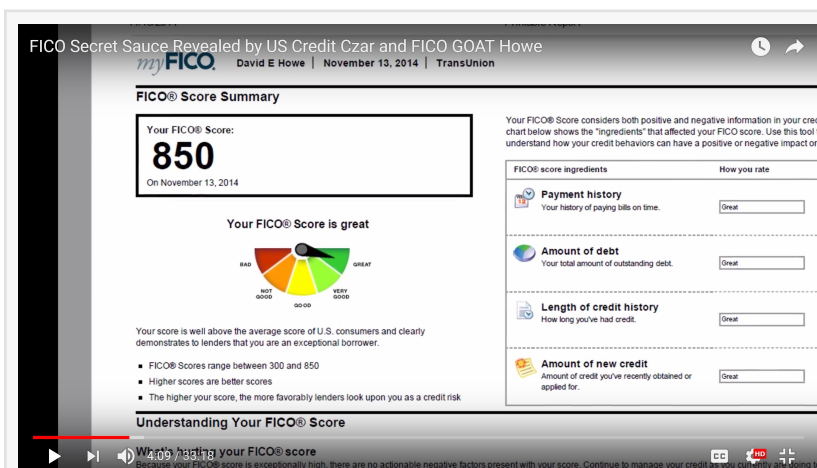 FICO Secret Sauce Revealed by US Credit Czar and FICO GOAT Howe
myFICO. David E Howe | November 13, 2014 | TransUnion
FICO® Score Summary
Your FICO® Score:
850
On November 13, 2014
Your FICO® Score is great
BAD
NOT GOOD
GOOD
VERY GOOD
GREAT
Your score is well above the average score of U.S. consumers and clearly
demonstrates to lenders that you are an exceptional borrower.
FICO® Scores range between 300 and 850
Higher scores are better scores
The higher your score, the more favorably lenders look upon you as a credit risk
Your FICO® Score considers both positive and negative information in your
chart below shows the "ingredients" that affected your FICO score. Use this tool
understand how your credit behaviors can have a positive or negative impact
FICO® score ingredients How you rate
Payment history
Your history of paying bills on time.
Great
Amount of debt
Your total amount of outstanding debt.
Great
Length of credit history
How long you've had credit.
Great
Amount of new credit
Amount of credit you've recently obtained or
applied for.
Great
Understanding Your FICO® Score
What's hurting your FICO® score
Because your FICO® score is exceptionally high, there are no actionable negative factors present with your score. Continue to manage your credit as you currently are doing
4:09 / 33:18
CC
HD